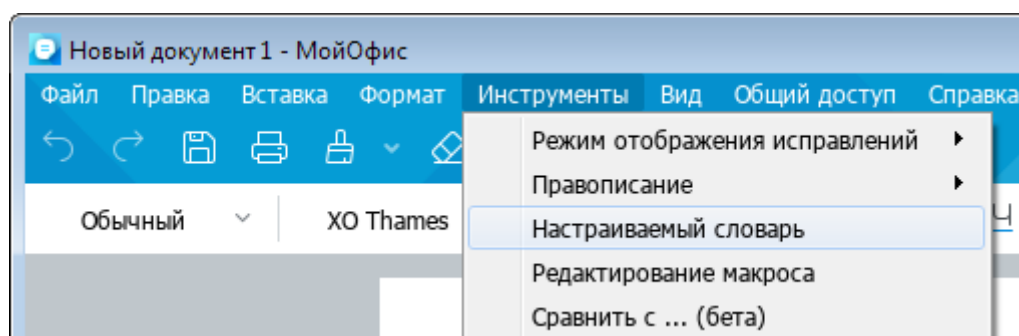 Новый документ 1 - МойОфис
Файл Правка Вставка Формат Инструменты Вид Общий доступ Справка
Режим отображения исправлений
Правописание
Обычный XO Thames Настраиваемый словарь Ч
Редактирование макроса
Сравнить с ... (бета)